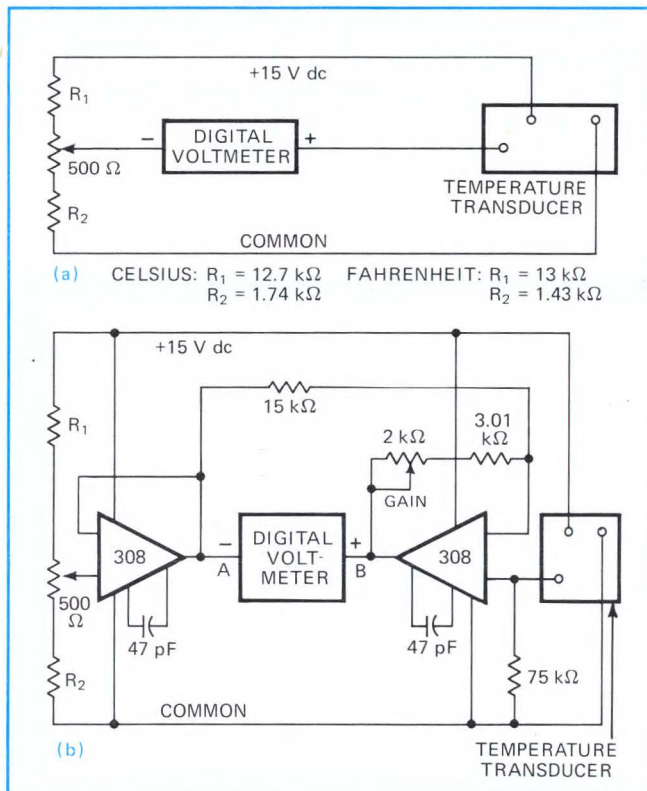 +15 V dc
R1
500 Ω
R2
− DIGITAL VOLTMETER +
TEMPERATURE TRANSDUCER
COMMON
(a) CELSIUS: R1 = 12.7 kΩ FAHRENHEIT: R1 = 13 kΩ
R2 = 1.74 kΩ R2 = 1.43 kΩ
+15 V dc
15 kΩ
R1
3.01 kΩ
2 kΩ
GAIN
308
−
A
DIGITAL
VOLT-
METER
+
B
308
500
Ω
47 pF
47 pF
R2
75 kΩ
COMMON
(b)
TEMPERATURE
TRANSDUCER